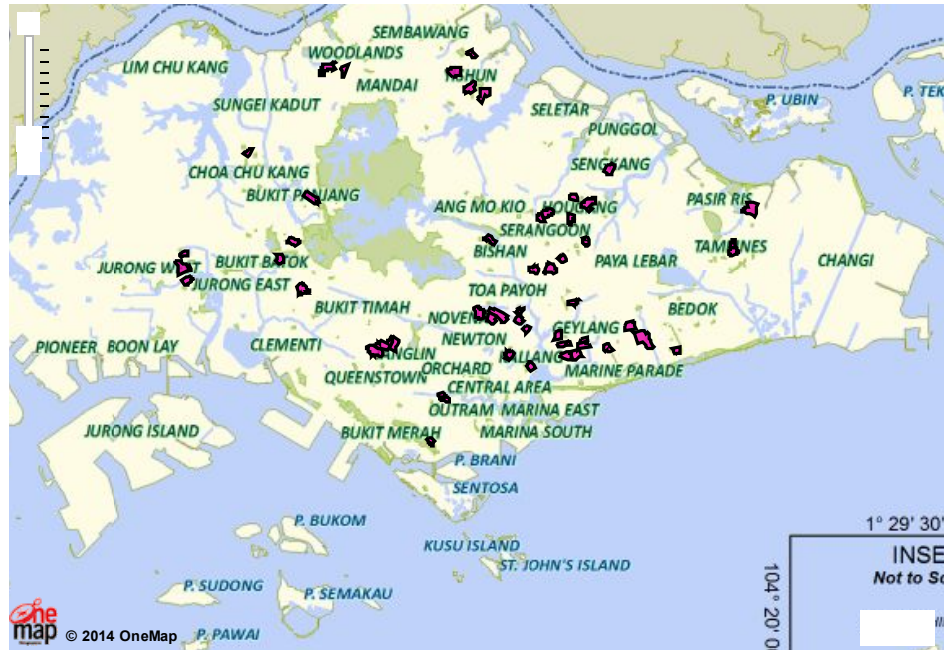 SEMBAWANG
WOODLANDS
LIM CHU KANG
MANDAI
SUNGEI KADUT
SELETAR
P. UBIN
P. TEK
PUNGGOL
SENGKANG
CHOA CHU KANG
BUKIT PANJANG
ANG MO KIO
HOUGANG
PASIR RIS
SERANGOON
BISHAN
TAMPINES
JURONG WEST
BUKIT BATOK
PAYA LEBAR
CHANGI
JURONG EAST
TOA PAYOH
BUKIT TIMAH
BEDOK
NOVENA
GEYLANG
NEWTON
PIONEER
BOON LAY
CLEMENTI
TANGLIN
KALLANG
ORCHARD
MARINE PARADE
QUEENSTOWN
CENTRAL AREA
OUTRAM
MARINA EAST
JURONG ISLAND
BUKIT MERAH
MARINA SOUTH
P. BRANI
SENTOSA
P. BUKOM
KUSU ISLAND
ST. JOHN'S ISLAND
P. SUDONG
P. SEMAKAU
P. PAWAI
1° 29' 30'
INSE
Not to Sc
104° 20' 0
One
map
© 2014 OneMap